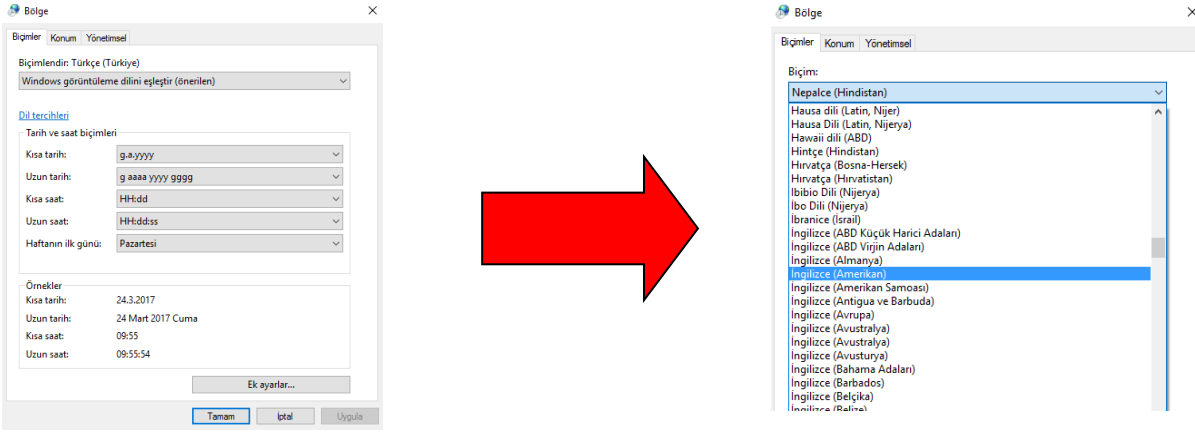 Bölge
Biçimler Konum Yönetimsel
Biçimlendir: Türkçe (Türkiye)
Windows görüntüleme dilini eşleştir (önerilen)
Dil tercihleri
Tarih ve saat biçimleri
Kısa tarih: g.a.yyyy
Uzun tarih: g aaaa yyyy gggg
Kısa saat: HH:dd
Uzun saat: HH:dd:ss
Haftanın ilk günü: Pazartesi
Örnekler
Kısa tarih: 24.3.2017
Uzun tarih: 24 Mart 2017 Cuma
Kısa saat: 09:55
Uzun saat: 09:55:54
Ek ayarlar...
Tamam İptal Uygula
Bölge
Biçimler Konum Yönetimsel
Biçim:
Nepalce (Hindistan)
Hausa dili (Latin, Nijer)
Hausa Dili (Latin, Nijerya)
Hawaii dili (ABD)
Hintçe (Hindistan)
Hırvatça (Bosna-Hersek)
Hırvatça (Hırvatistan)
Ibibio Dili (Nijerya)
İbo Dili (Nijerya)
İbranice (İsrail)
İngilizce (ABD Küçük Harici Adaları)
İngilizce (ABD Virjin Adaları)
İngilizce (Almanya)
İngilizce (Amerikan)
İngilizce (Amerikan Samoası)
İngilizce (Antigua ve Barbuda)
İngilizce (Avrupa)
İngilizce (Avustralya)
İngilizce (Avustralya)
İngilizce (Avusturya)
İngilizce (Bahama Adaları)
İngilizce (Barbados)
İngilizce (Belçika)
İngilizce (Belize)